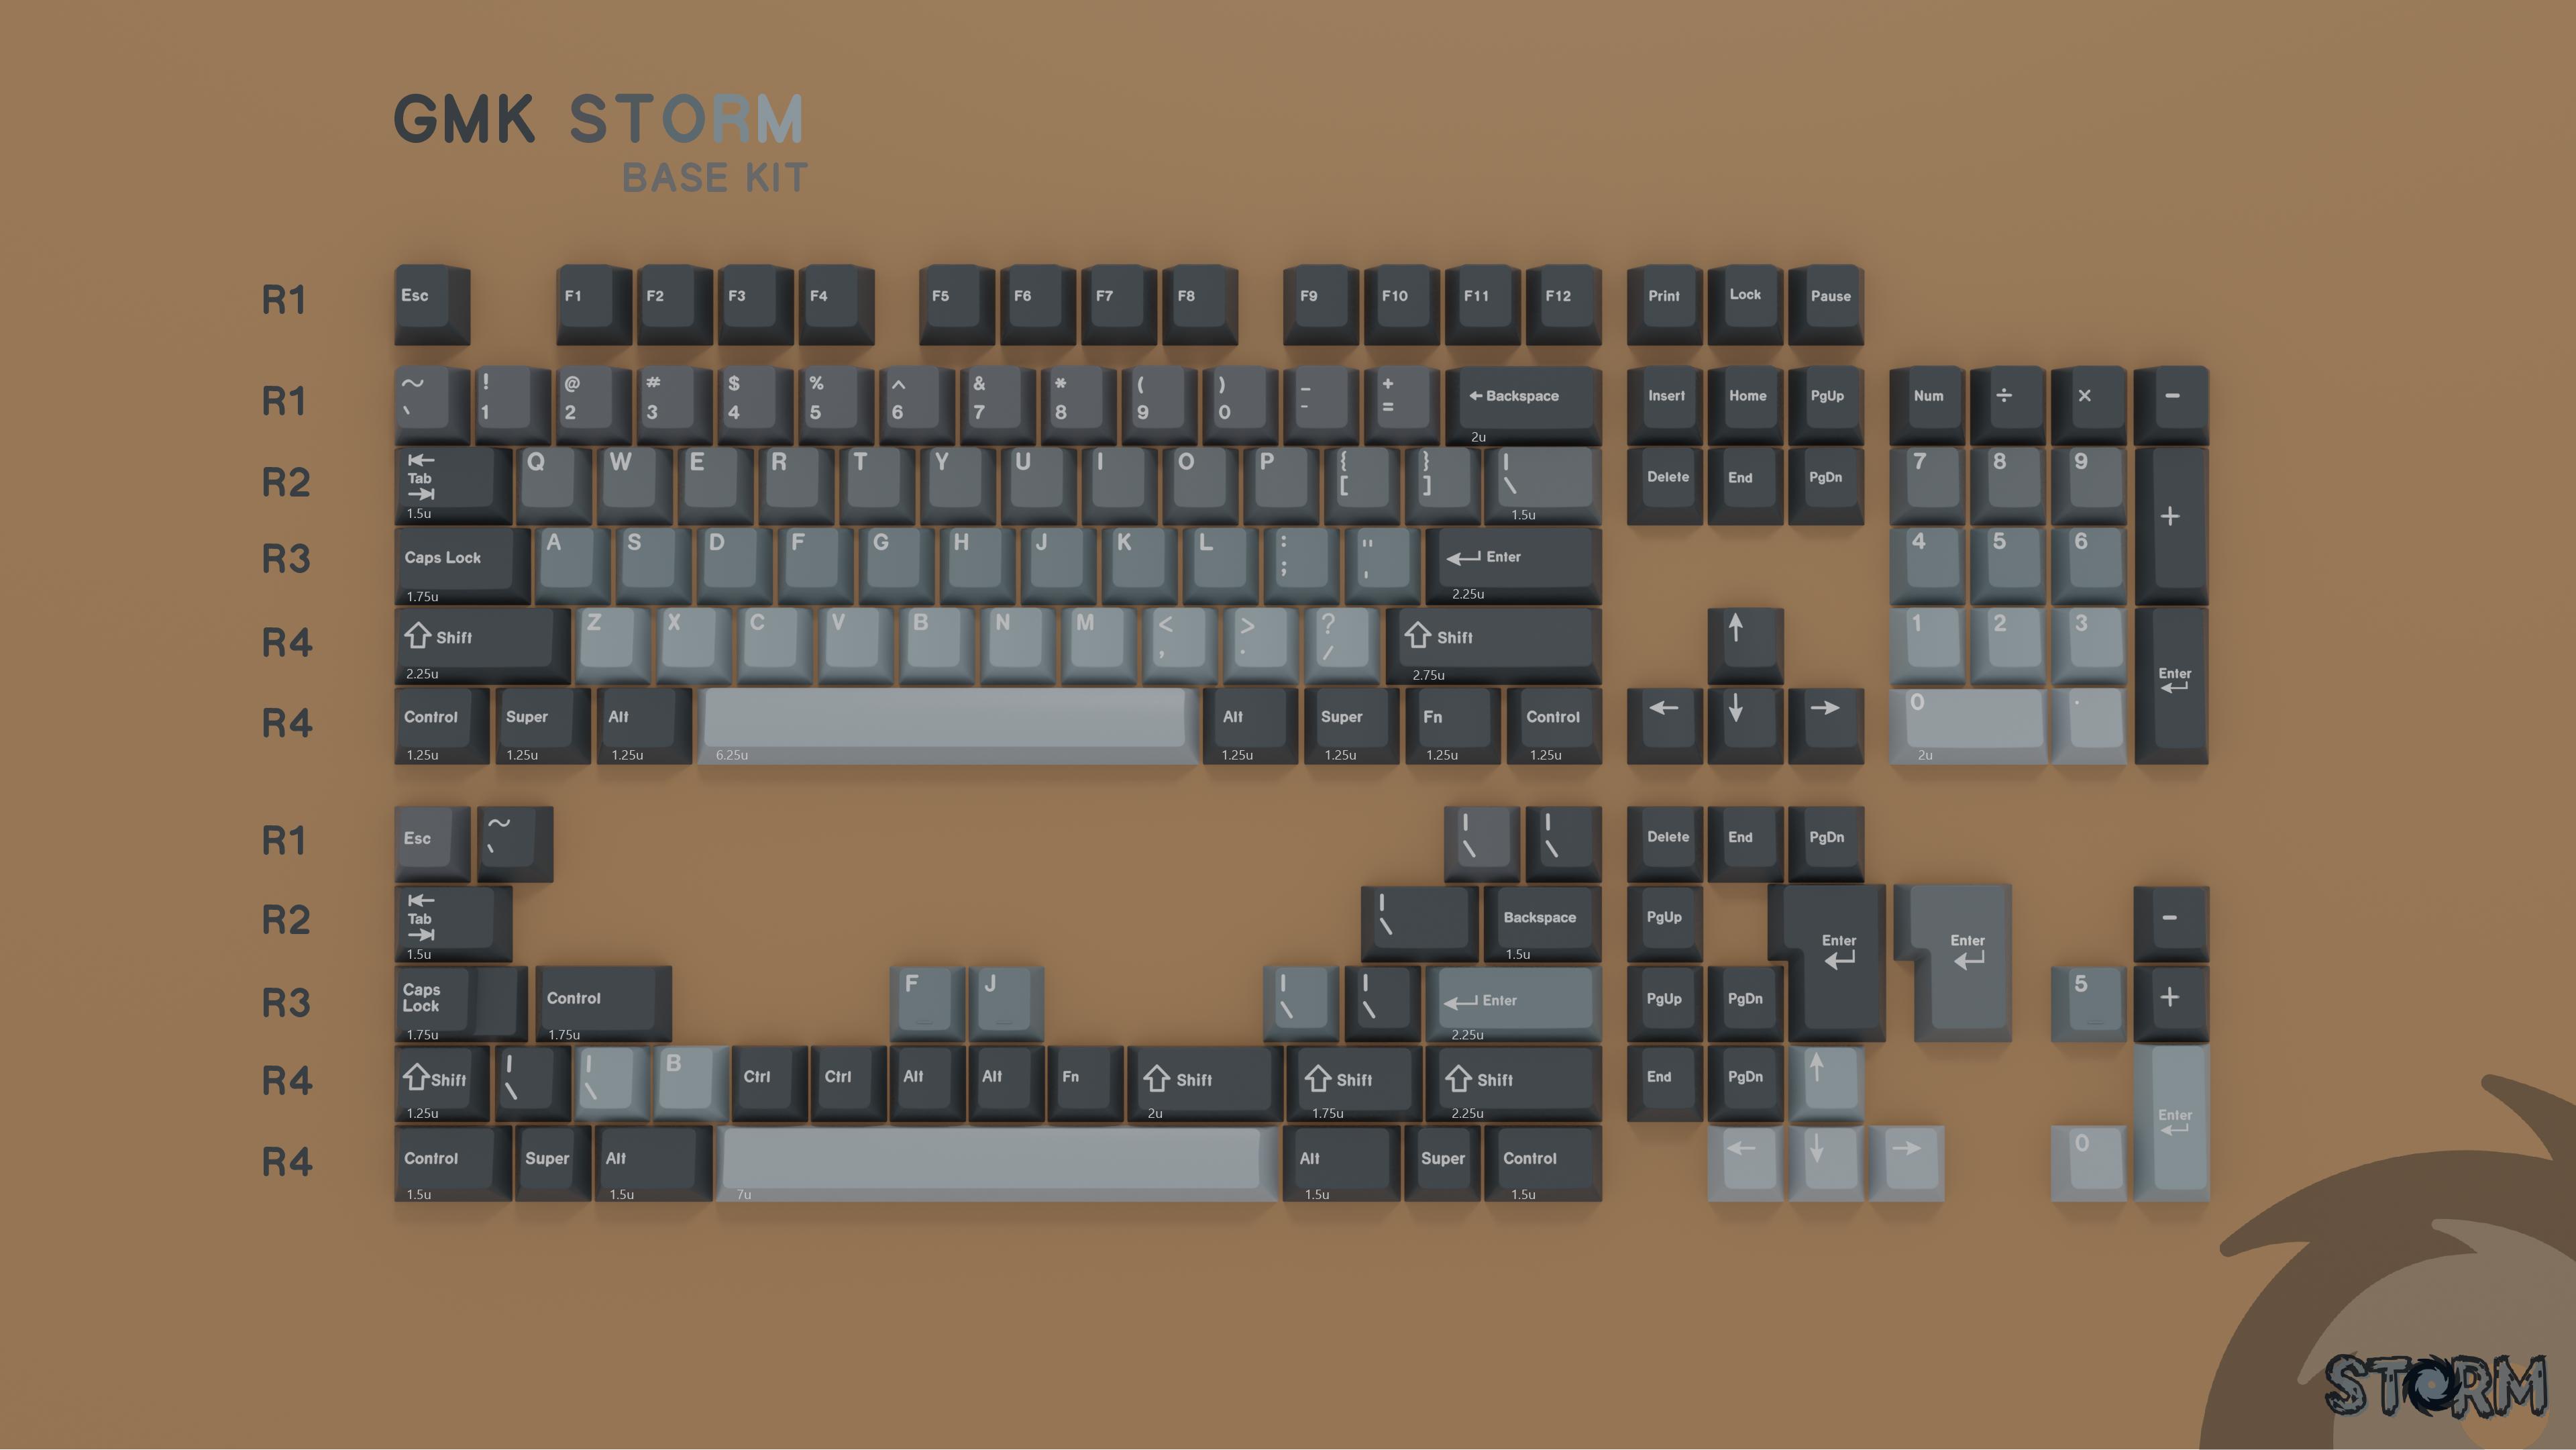 GMK STORM
BASE KIT
R1 Esc F1 F2 F3 F4 F5 F6 F7 F8 F9 F10 F11 F12 Print Lock Pause
R1 ~ ` ! 1 @ 2 # 3 $ 4 % 5 ^ 6 & 7 * 8 ( 9 ) 0 _ - + = ← Backspace 2u Insert Home PgUp Num ÷ × −
R2 Tab 1.5u Q W E R T Y U I O P { [ } ] | \ 1.5u Delete End PgDn 7 8 9 +
R3 Caps Lock 1.75u A S D F G H J K L : ; " ' Enter 2.25u 4 5 6
R4 Shift 2.25u Z X C V B N M < , > . ? / Shift 2.75u ↑ 1 2 3 Enter
R4 Control 1.25u Super 1.25u Alt 1.25u 6.25u Alt 1.25u Super 1.25u Fn 1.25u Control 1.25u ← ↓ → 0 2u .
R1 Esc ~ ` | \ | \ Delete End PgDn
R2 Tab 1.5u | \ Backspace 1.5u PgUp Enter Enter −
R3 Caps Lock 1.75u Control 1.75u F J | \ | \ Enter 2.25u PgUp PgDn 5 +
R4 Shift 1.25u | \ | \ B Ctrl Ctrl Alt Alt Fn Shift 2u Shift 1.75u Shift 2.25u End PgDn ↑ Enter
R4 Control 1.5u Super Alt 1.5u 7u Alt 1.5u Super Control 1.5u ← ↓ → 0
STORM